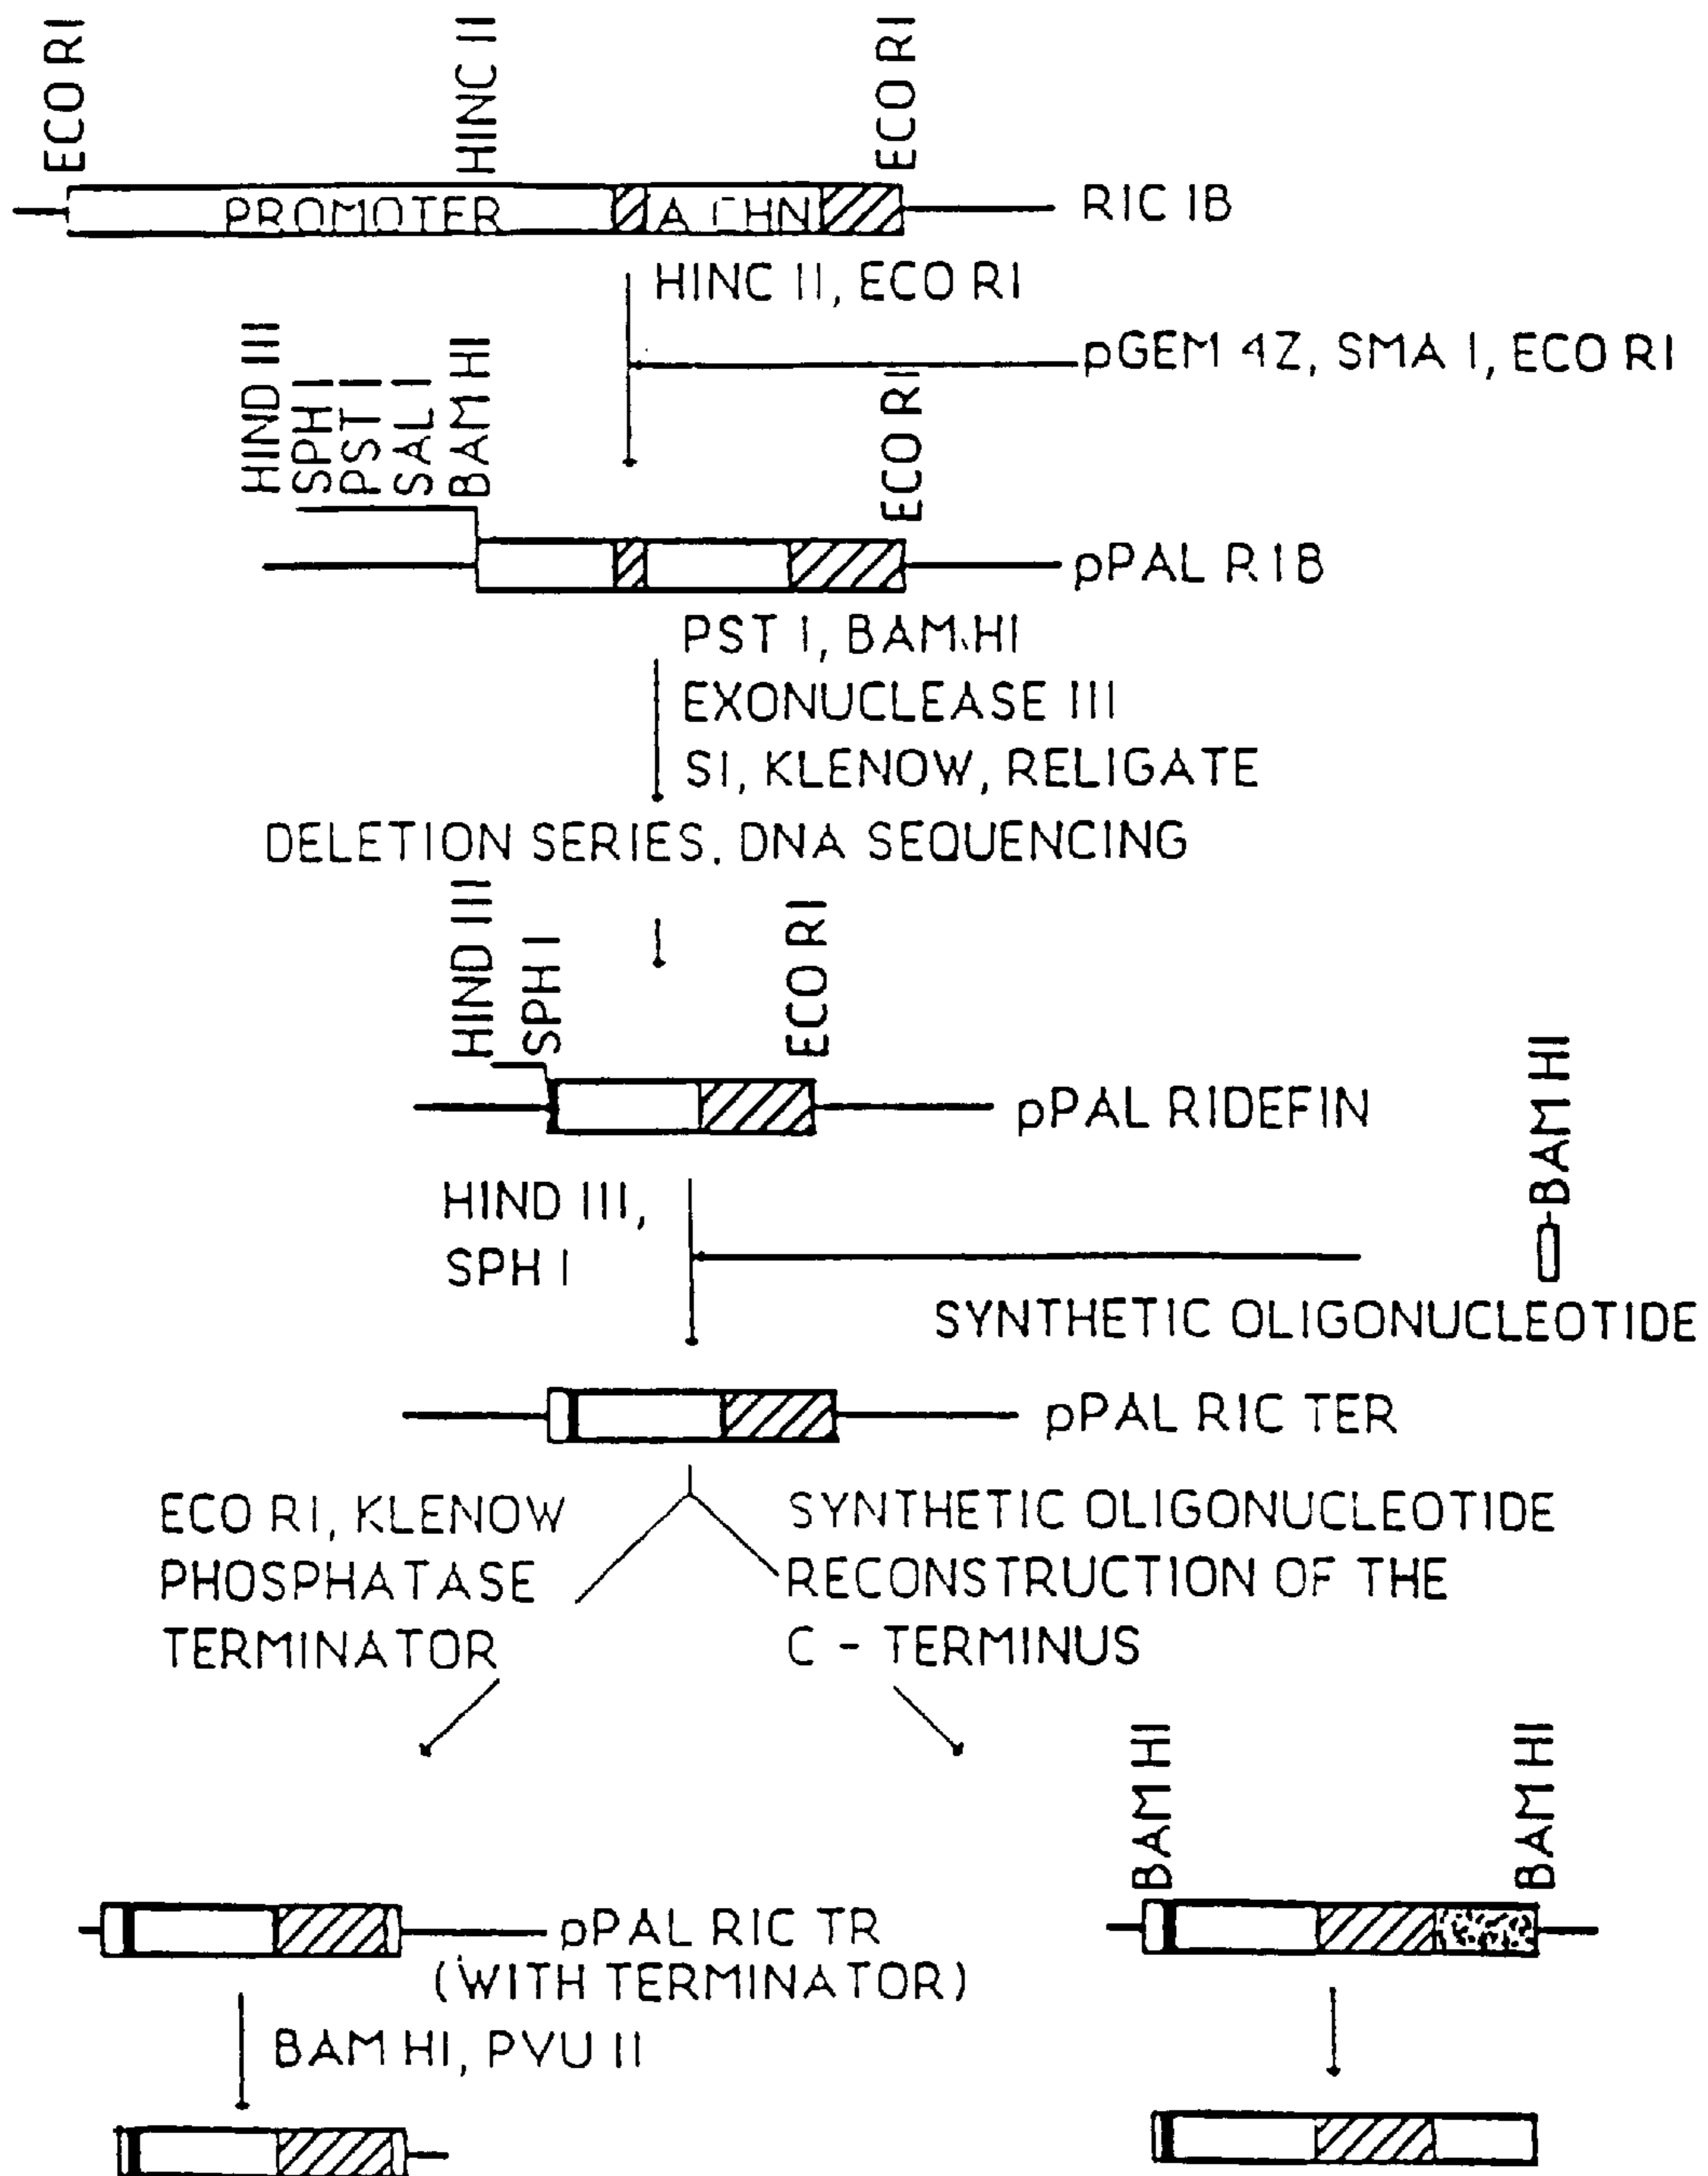 ECO RI
HINC II
ECO RI
PROMOTER
A CHN
RIC IB
HINC II, ECO RI
pGEM 4Z, SMA I, ECO RI
HIND III
SPH I
PST I
SAL I
BAM HI
ECO RI
pPAL R IB
PST I, BAM HI
EXONUCLEASE III
SI, KLENOW, RELIGATE
DELETION SERIES. DNA SEQUENCING
HIND III
SPH I
ECO RI
pPAL RIDEFIN
BAM HI
HIND III,
SPH I
SYNTHETIC OLIGONUCLEOTIDE
pPAL RIC TER
ECO RI, KLENOW
PHOSPHATASE
TERMINATOR
SYNTHETIC OLIGONUCLEOTIDE
RECONSTRUCTION OF THE
C - TERMINUS
BAM HI
BAM HI
pPAL RIC TR
(WITH TERMINATOR)
BAM HI, PVU II